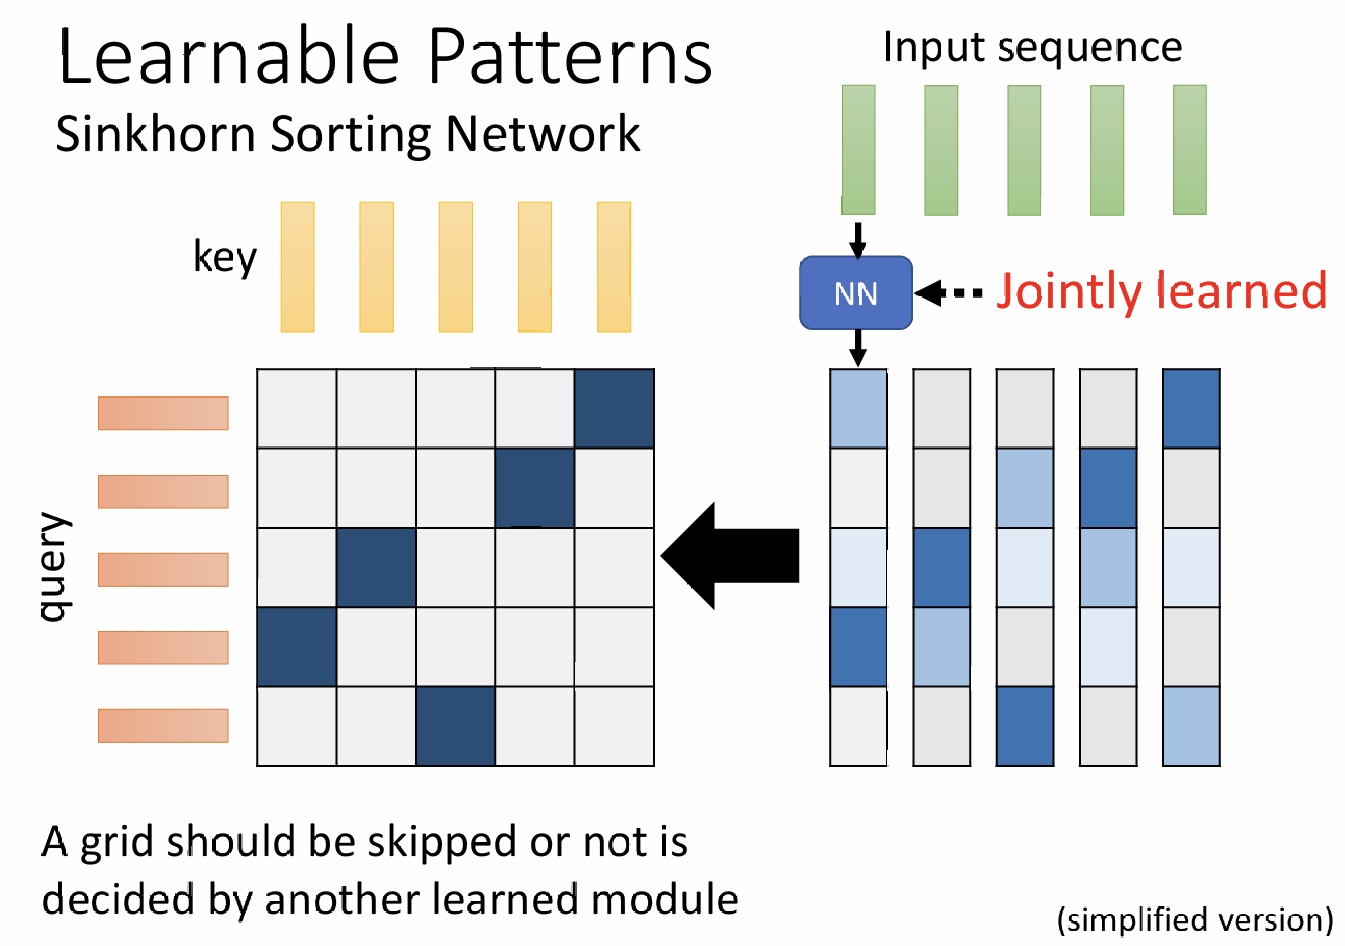 Learnable Patterns
Sinkhorn Sorting Network
Input sequence
key
NN
Jointly learned
query
A grid should be skipped or not is
decided by another learned module
(simplified version)